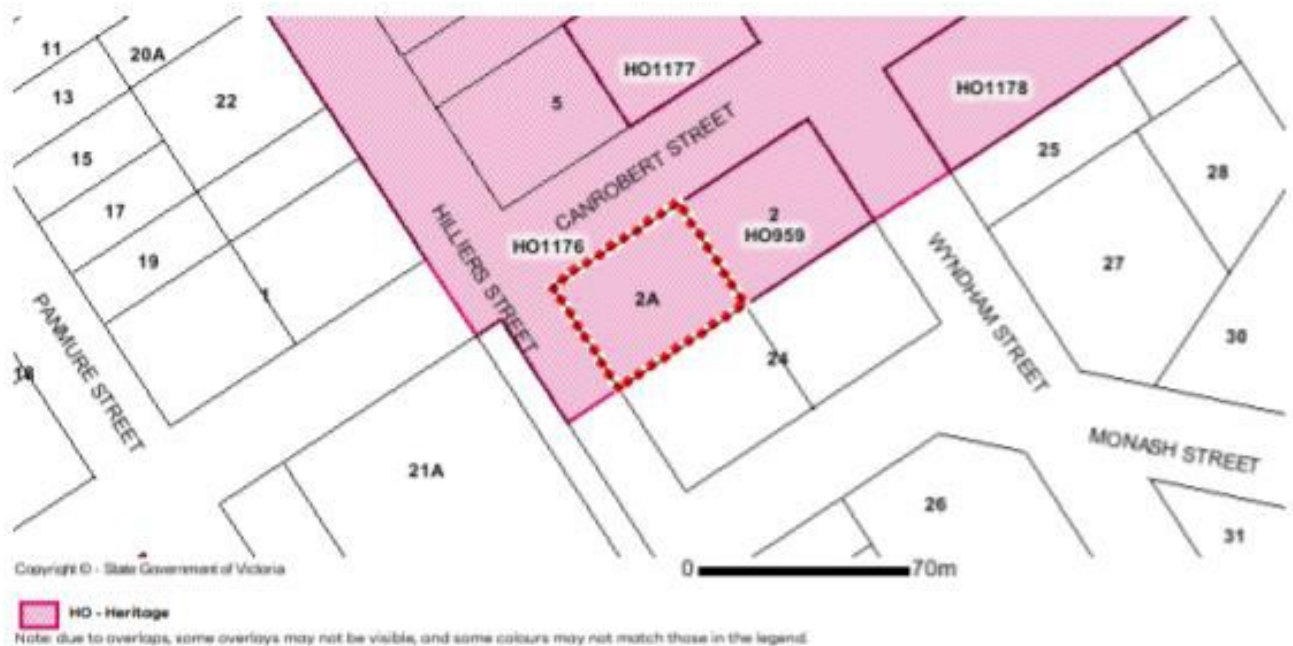 11
20A
13
22
15
17
19
1
18
PANMURE STREET
HILLIERS STREET
CANROBERT STREET
5
HO1177
HO1178
HO1176
2A
2
HO959
24
25
28
27
30
WYNDHAM STREET
MONASH STREET
21A
26
31
Copyright © - State Government of Victoria
0 70m
HO - Heritage
Note: due to overlaps, some overlays may not be visible, and some colours may not match those in the legend.